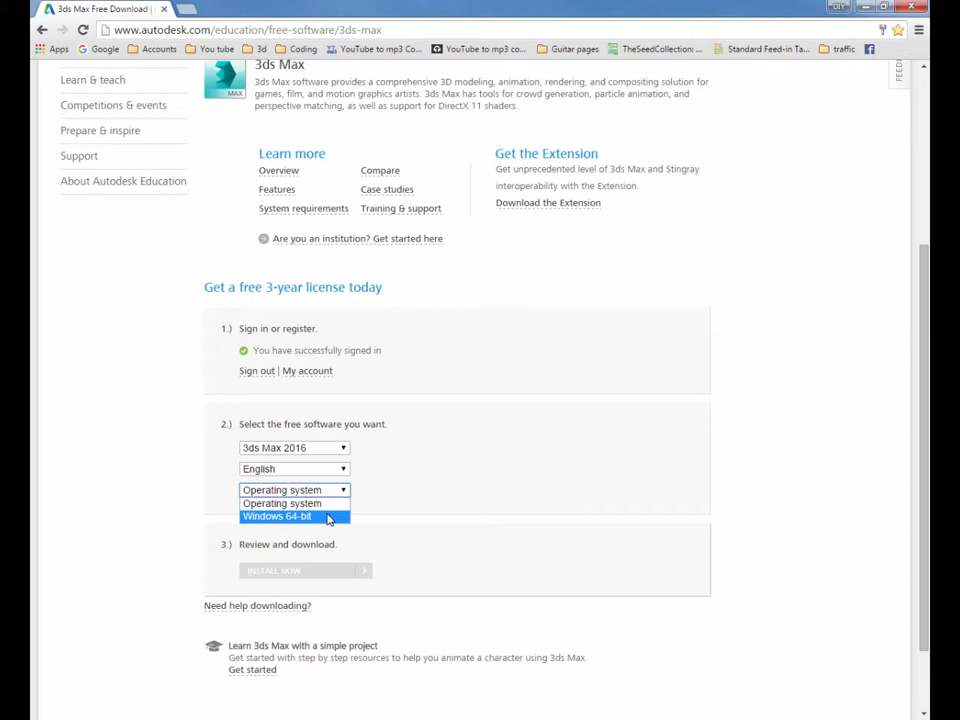 3ds Max Free Download |
DIY
www.autodesk.com/education/free-software/3ds-max
Apps
Google
Accounts
You tube
3d
Coding
YouTube to mp3 Co...
YouTube to mp3 co...
Guitar pages
TheSeedCollection: ...
Standard Feed-in Ta...
traffic
Learn & teach
Competitions & events
Prepare & inspire
Support
About Autodesk Education
MAX
3ds Max
3ds Max software provides a comprehensive 3D modeling, animation, rendering, and compositing solution for
games, film, and motion graphics artists. 3ds Max has tools for crowd generation, particle animation, and
perspective matching, as well as support for DirectX 11 shaders.
FEED
Learn more
Overview
Compare
Features
Case studies
System requirements
Training & support
Get the Extension
Get unprecedented level of 3ds Max and Stingray
interoperability with the Extension.
Download the Extension
Are you an institution? Get started here
Get a free 3-year license today
1.) Sign in or register.
You have successfully signed in
Sign out | My account
2.) Select the free software you want.
3ds Max 2016
English
Operating system
Operating system
Windows 64-bit
3.) Review and download.
INSTALL NOW
Need help downloading?
Learn 3ds Max with a simple project
Get started with step by step resources to help you animate a character using 3ds Max.
Get started